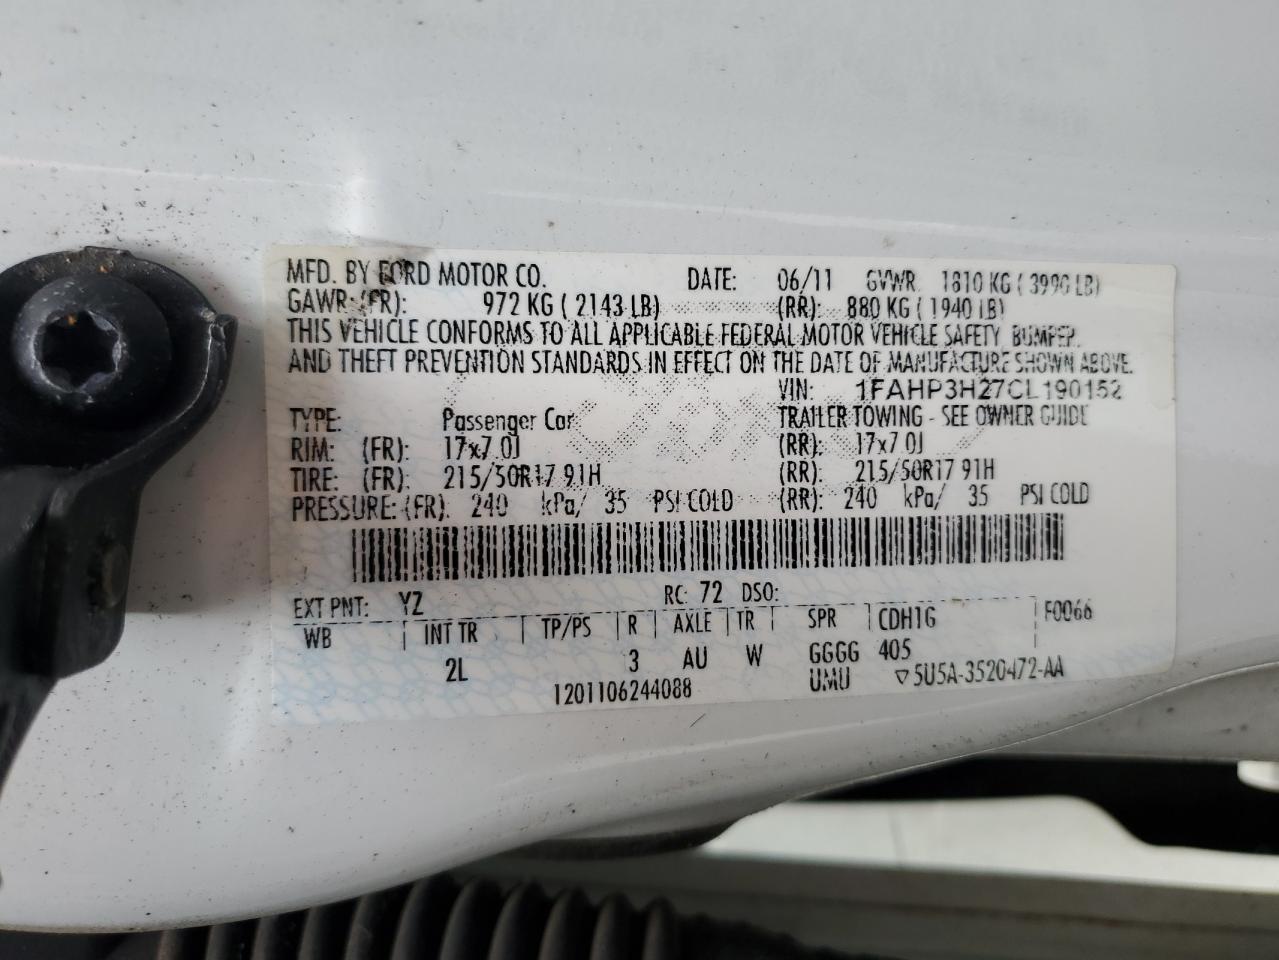 MFD. BY FORD MOTOR CO. DATE: 06/11 GVWR: 1810 KG ( 3990 LB)
GAWR: (FR): 972 KG ( 2143 LB) (RR): 880 KG ( 1940 LB)
THIS VEHICLE CONFORMS TO ALL APPLICABLE FEDERAL MOTOR VEHICLE SAFETY, BUMPER,
AND THEFT PREVENTION STANDARDS IN EFFECT ON THE DATE OF MANUFACTURE SHOWN ABOVE.
VIN: 1FAHP3H27CL190152
TYPE: Passenger Car TRAILER TOWING - SEE OWNER GUIDE
RIM: (FR): 17x7.0J (RR): 17x7.0J
TIRE: (FR): 215/50R17 91H (RR): 215/50R17 91H
PRESSURE: (FR): 240 kPa/ 35 PSI COLD (RR): 240 kPa/ 35 PSI COLD
EXT PNT: YZ RC: 72 DSO:
WB INT TR TP/PS R AXLE TR SPR CDH1G F0066
2L 3 AU W GGGG 405
1201106244088 UMU ▽5U5A-3520472-AA